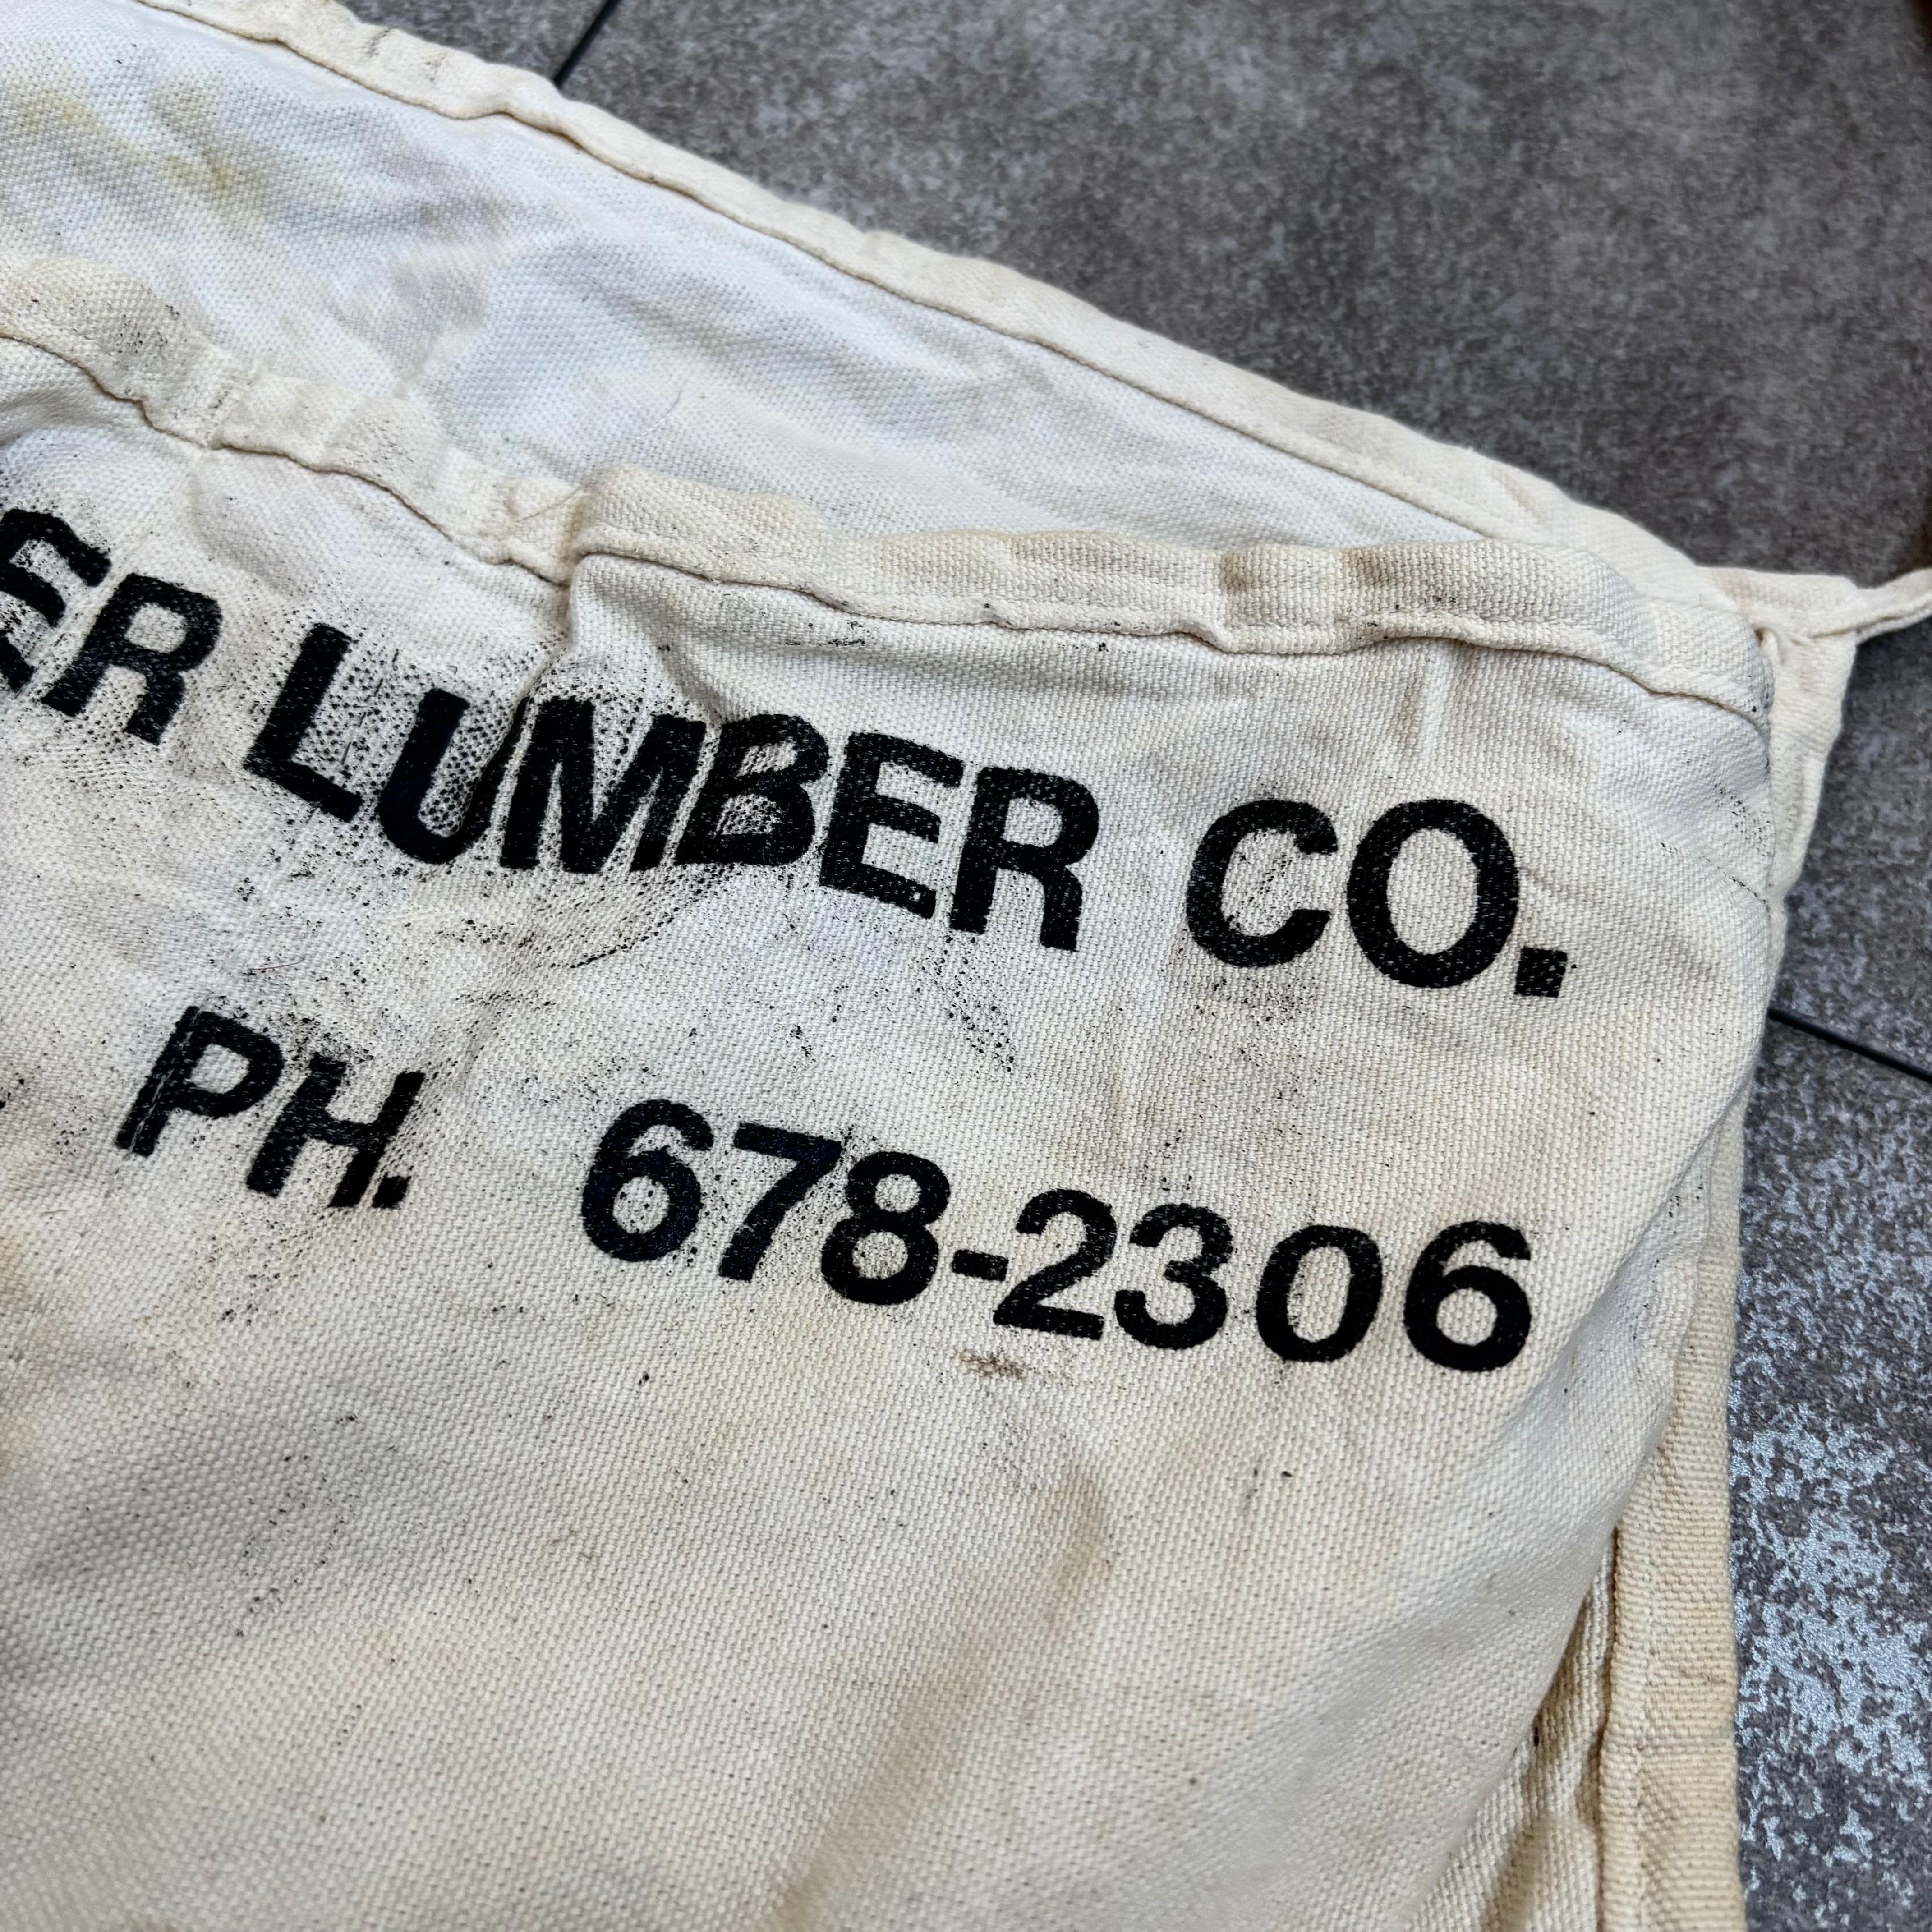 ER LUMBER CO.
PH. 678-2306